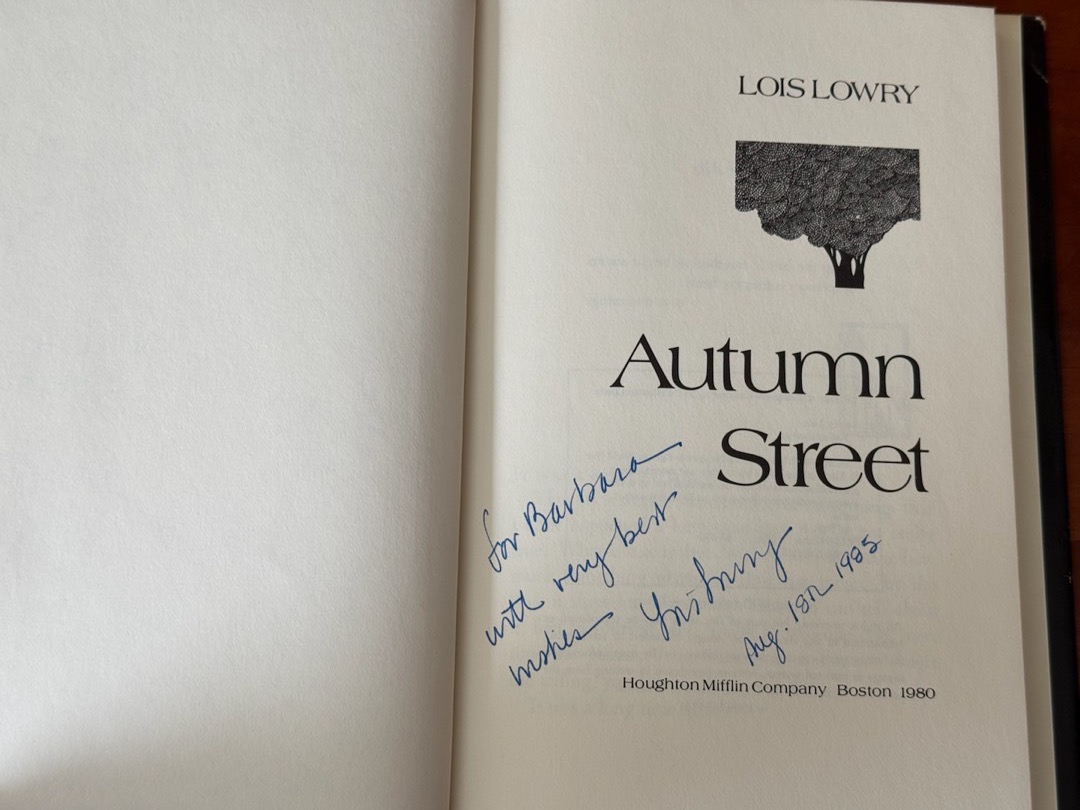 LOIS LOWRY
Autumn
Street
for Barbara
with very best
wishes Lois Lowry
Aug. 18th 1985
Houghton Mifflin Company Boston 1980